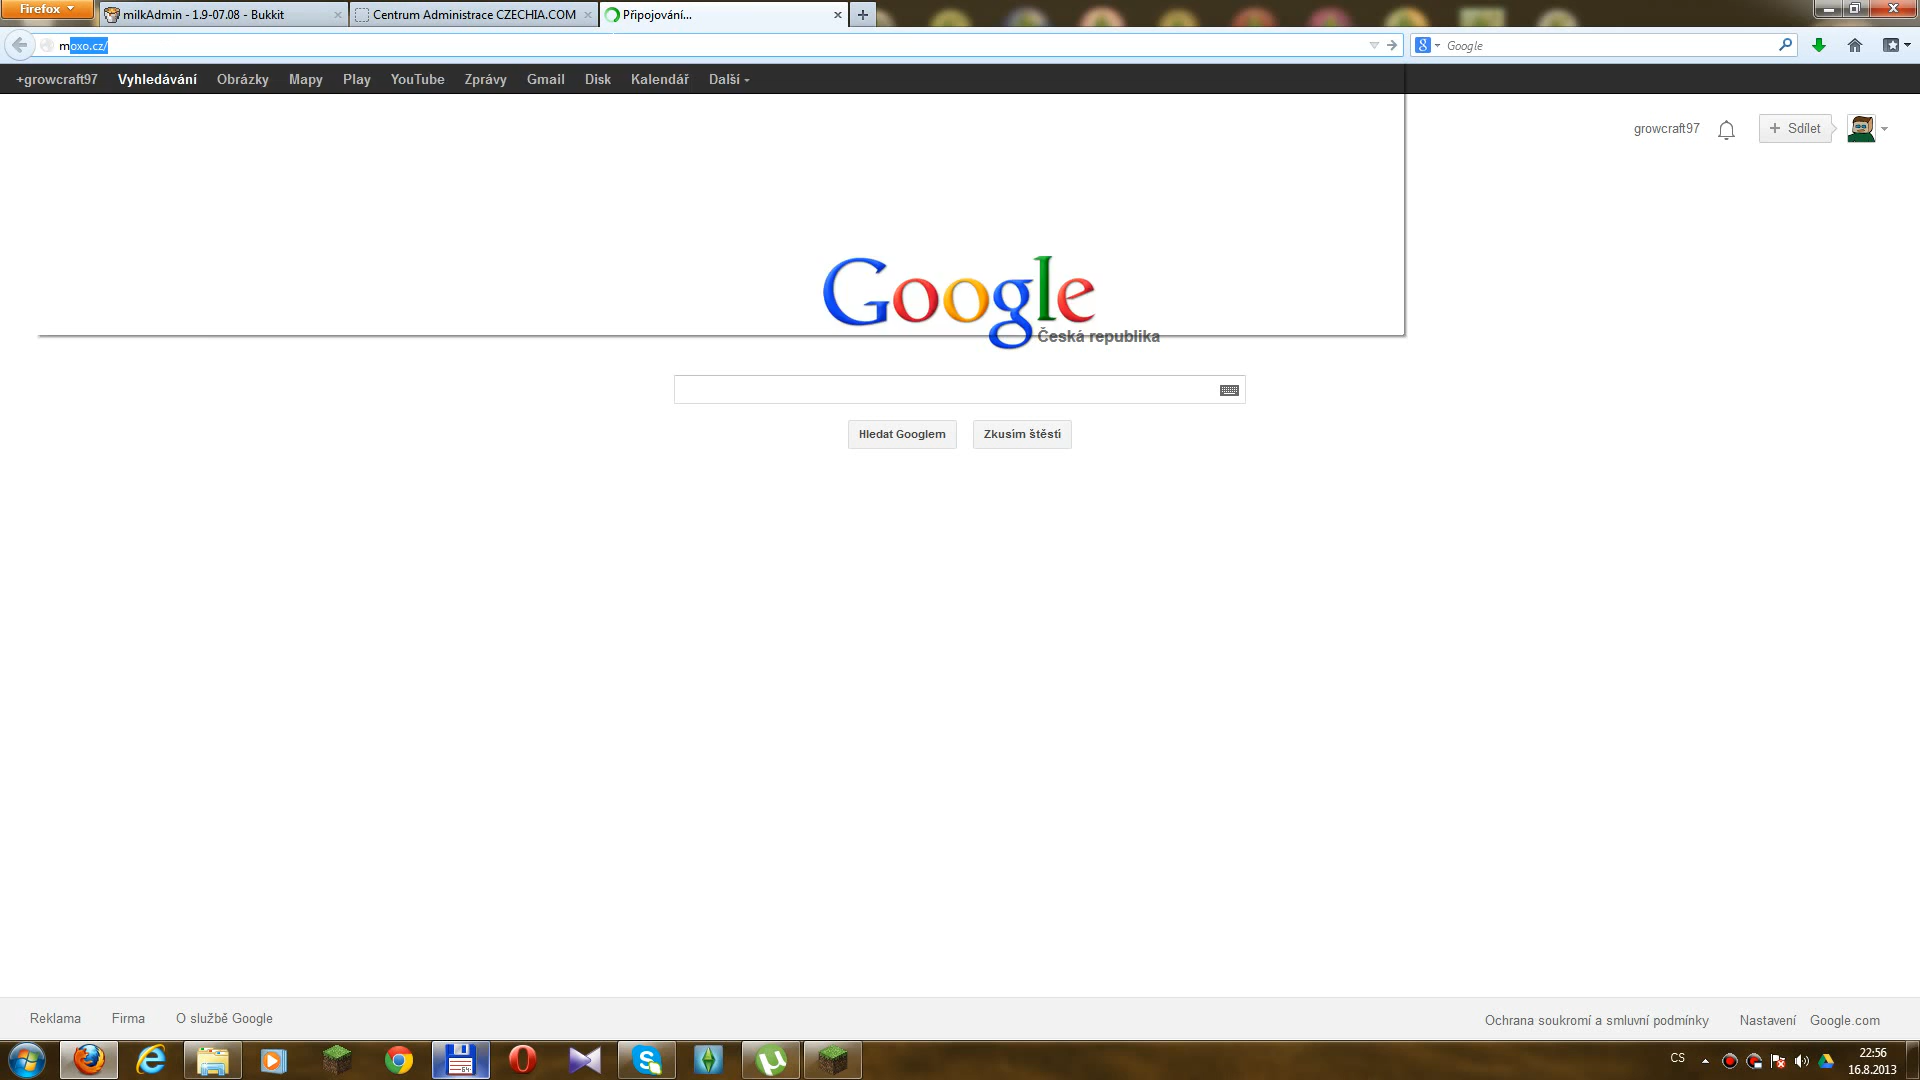 Firefox
milkAdmin - 1.9-07.08 - Bukkit
Centrum Administrace CZECHIA.COM
Připojování...
moxo.cz/
Google
+growcraft97 Vyhledávání Obrázky Mapy Play YouTube Zprávy Gmail Disk Kalendář Další
growcraft97
+ Sdílet
Google
Česká republika
Hledat Googlem
Zkusím štěstí
Reklama Firma O službě Google
Ochrana soukromí a smluvní podmínky Nastavení Google.com
CS
22:56
16.8.2013